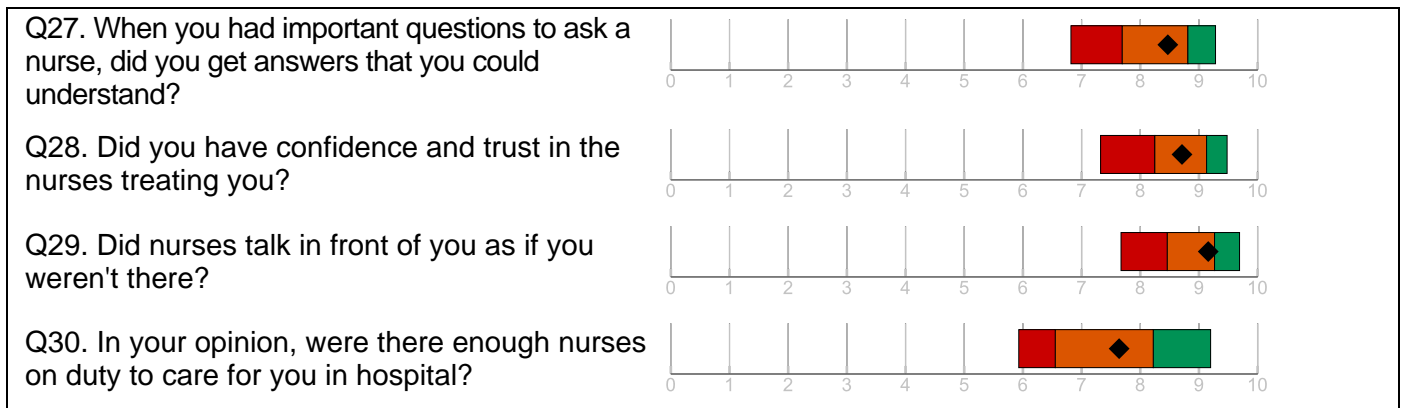 Q27. When you had important questions to ask a
nurse, did you get answers that you could
understand?
0 1 2 3 4 5 6 7 8 9 10
Q28. Did you have confidence and trust in the
nurses treating you?
0 1 2 3 4 5 6 7 8 9 10
Q29. Did nurses talk in front of you as if you
weren't there?
0 1 2 3 4 5 6 7 8 9 10
Q30. In your opinion, were there enough nurses
on duty to care for you in hospital?
0 1 2 3 4 5 6 7 8 9 10